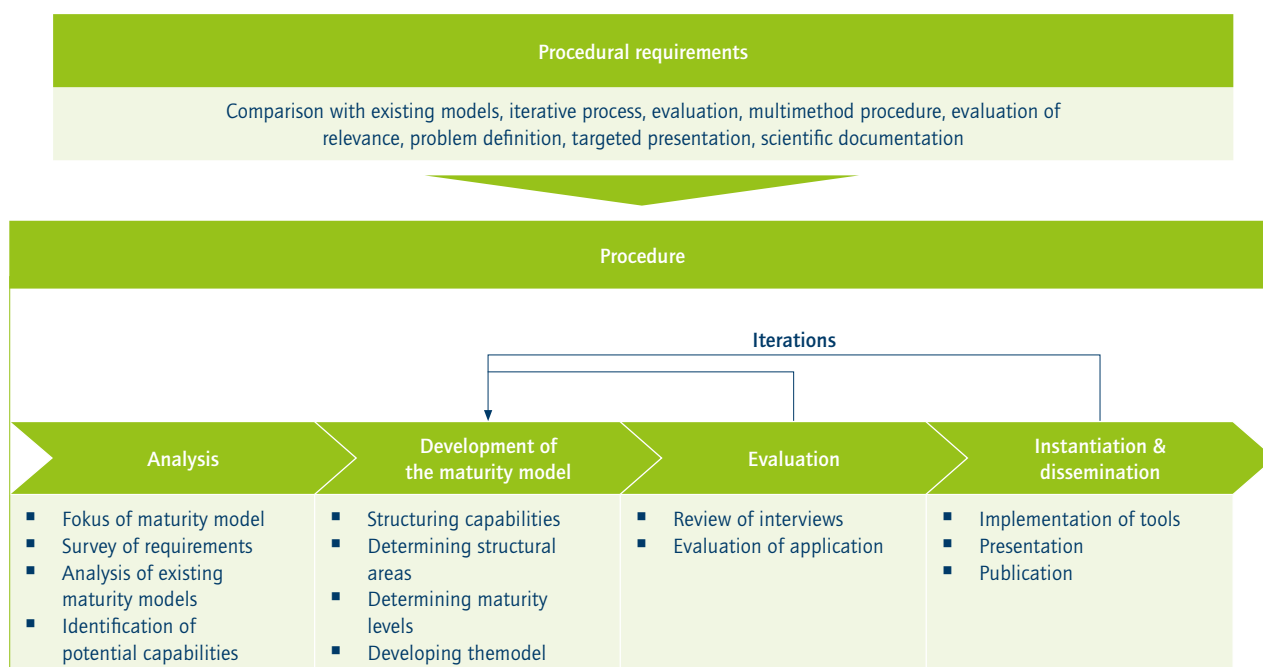 Procedural requirements
Comparison with existing models, iterative process, evaluation, multimethod procedure, evaluation of
relevance, problem definition, targeted presentation, scientific documentation
Procedure
Iterations
Analysis
Development of
the maturity model
Evaluation
Instantiation &
dissemination
■ Fokus of maturity model
■ Survey of requirements
■ Analysis of existing
maturity models
■ Identification of
potential capabilities
■ Structuring capabilities
■ Determining structural
areas
■ Determining maturity
levels
■ Developing themodel
■ Review of interviews
■ Evaluation of application
■ Implementation of tools
■ Presentation
■ Publication